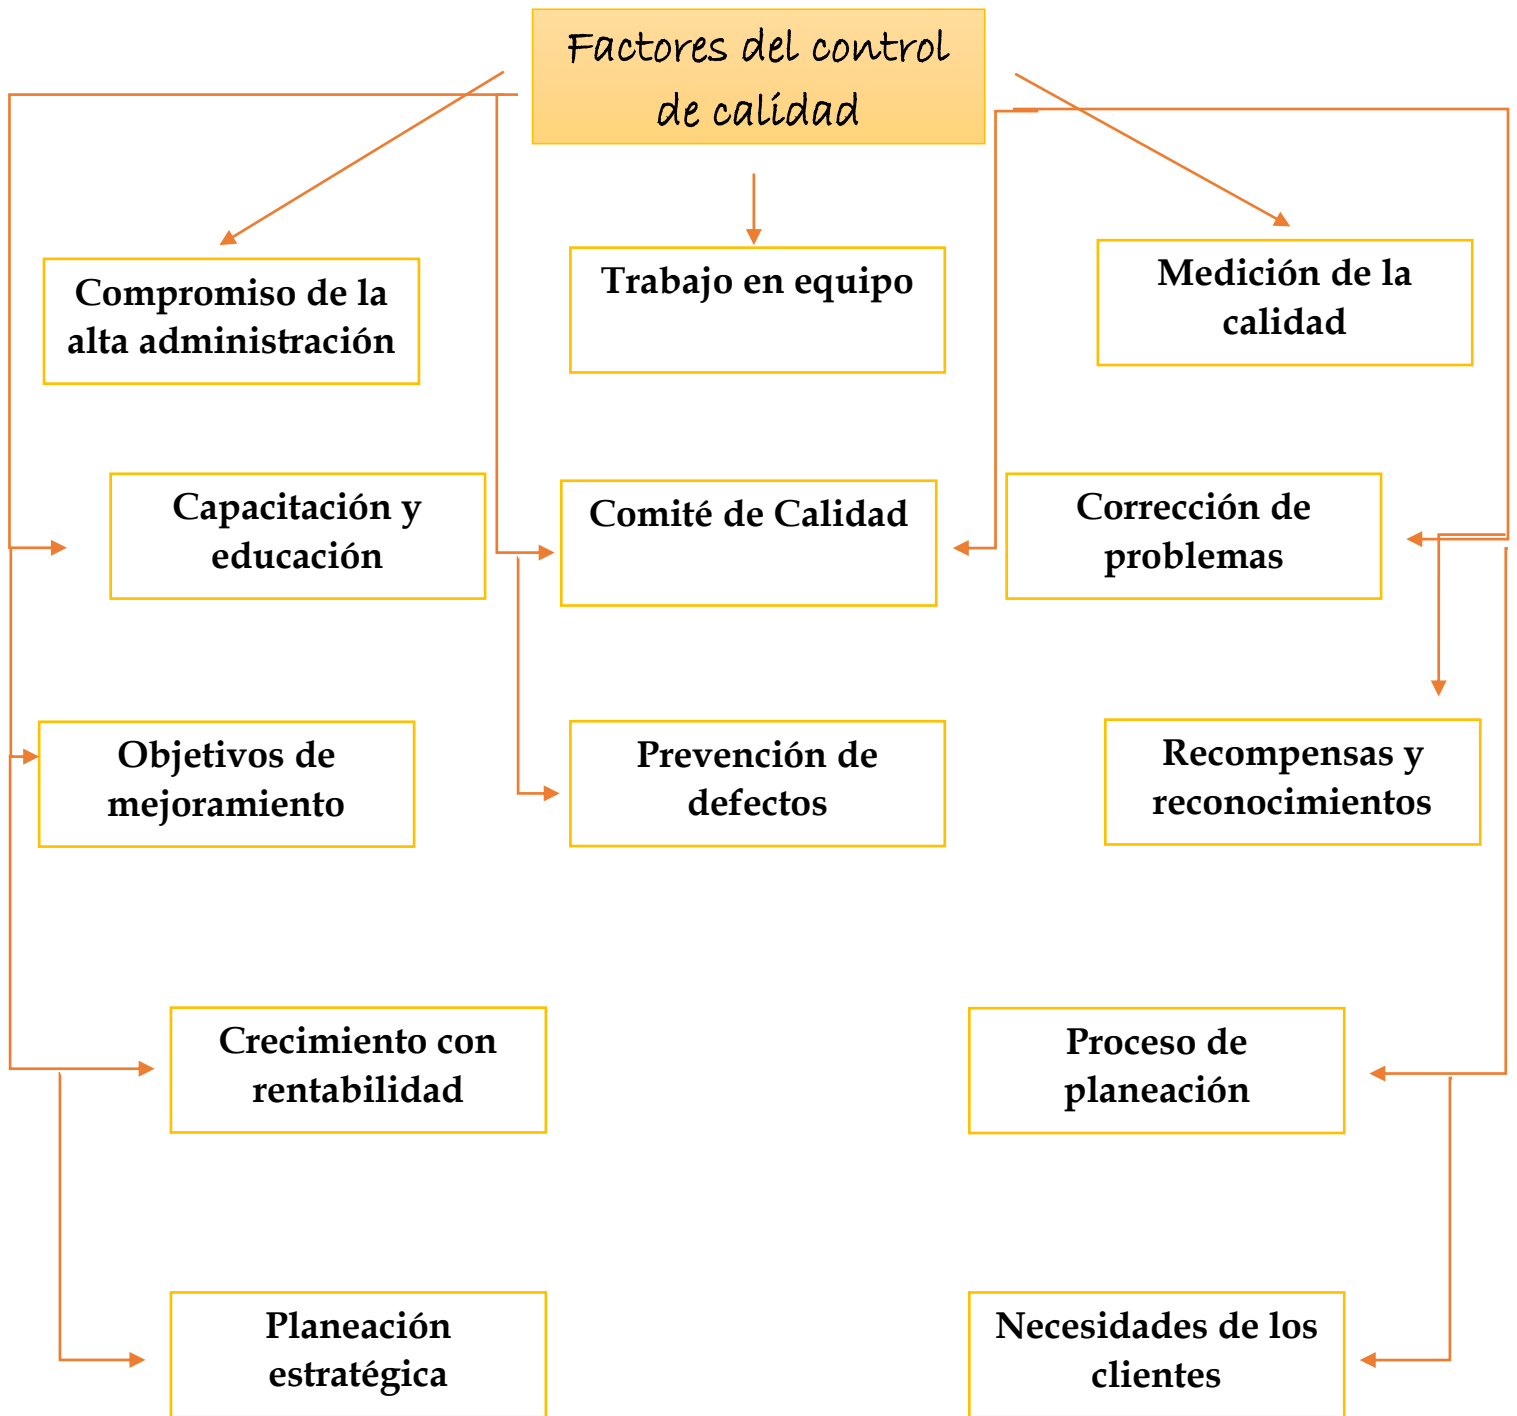 Factores del control
de calidad
Compromiso de la
alta administración
Trabajo en equipo
Medición de la
calidad
Capacitación y
educación
Comité de Calidad
Corrección de
problemas
Objetivos de
mejoramiento
Prevención de
defectos
Recompensas y
reconocimientos
Crecimiento con
rentabilidad
Proceso de
planeación
Planeación
estratégica
Necesidades de los
clientes